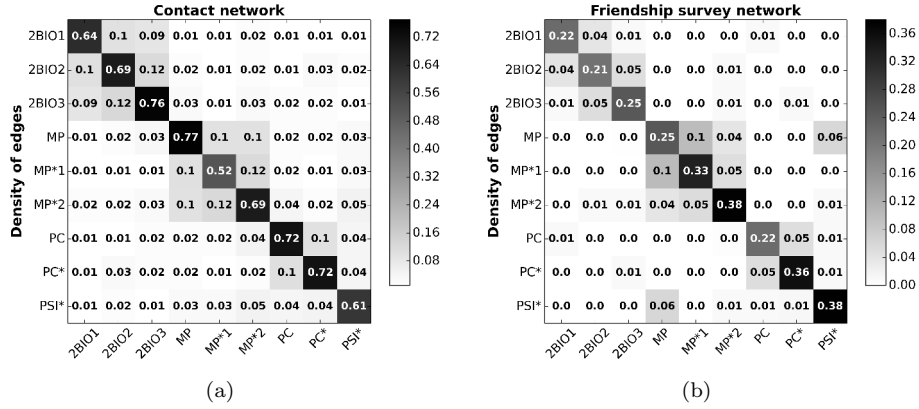 Contact network
Density of edges
2BIO1 0.64 0.1 0.09 0.01 0.01 0.02 0.01 0.01 0.01
2BIO2 0.1 0.69 0.12 0.02 0.01 0.02 0.01 0.03 0.02
2BIO3 0.09 0.12 0.76 0.03 0.01 0.03 0.02 0.02 0.01
MP 0.01 0.02 0.03 0.77 0.1 0.1 0.02 0.02 0.03
MP*1 0.01 0.01 0.01 0.1 0.52 0.12 0.02 0.01 0.03
MP*2 0.02 0.02 0.03 0.1 0.12 0.69 0.04 0.02 0.05
PC 0.01 0.01 0.02 0.02 0.02 0.04 0.72 0.1 0.04
PC* 0.01 0.03 0.02 0.02 0.01 0.02 0.1 0.72 0.04
PSI* 0.01 0.02 0.01 0.03 0.03 0.05 0.04 0.04 0.61
2BIO1 2BIO2 2BIO3 MP MP*1 MP*2 PC PC* PSI*
0.72
0.64
0.56
0.48
0.40
0.32
0.24
0.16
0.08
(a)
Friendship survey network
Density of edges
2BIO1 0.22 0.04 0.01 0.0 0.0 0.0 0.01 0.0 0.0
2BIO2 0.04 0.21 0.05 0.0 0.0 0.0 0.0 0.0 0.0
2BIO3 0.01 0.05 0.25 0.0 0.0 0.0 0.0 0.01 0.0
MP 0.0 0.0 0.0 0.25 0.1 0.04 0.0 0.0 0.06
MP*1 0.0 0.0 0.0 0.1 0.33 0.05 0.0 0.0 0.0
MP*2 0.0 0.0 0.0 0.04 0.05 0.38 0.0 0.0 0.01
PC 0.01 0.0 0.0 0.0 0.0 0.0 0.22 0.05 0.01
PC* 0.0 0.0 0.01 0.0 0.0 0.0 0.05 0.36 0.01
PSI* 0.0 0.0 0.0 0.06 0.0 0.01 0.01 0.01 0.38
2BIO1 2BIO2 2BIO3 MP MP*1 MP*2 PC PC* PSI*
0.36
0.32
0.28
0.24
0.20
0.16
0.12
0.08
0.04
0.00
(b)